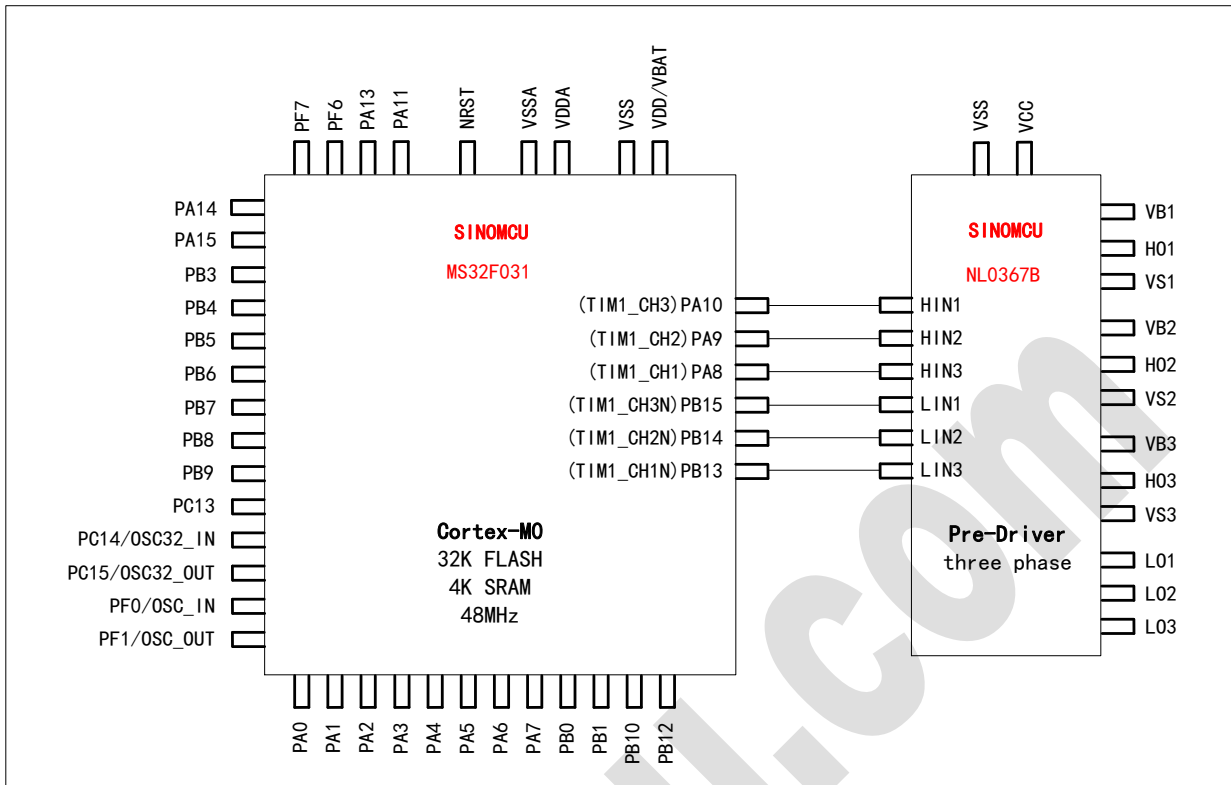 PF7
PF6
PA13
PA11
NRST
VSSA
VDDA
VSS
VDD/VBAT
VSS
VCC
PA14
PA15
PB3
PB4
PB5
PB6
PB7
PB8
PB9
PC13
PC14/OSC32_IN
PC15/OSC32_OUT
PF0/OSC_IN
PF1/OSC_OUT
SINOMCU
MS32F031
(TIM1_CH3)PA10
(TIM1_CH2)PA9
(TIM1_CH1)PA8
(TIM1_CH3N)PB15
(TIM1_CH2N)PB14
(TIM1_CH1N)PB13
Cortex-M0
32K FLASH
4K SRAM
48MHz
SINOMCU
NL0367B
HIN1
HIN2
HIN3
LIN1
LIN2
LIN3
Pre-Driver
three phase
VB1
HO1
VS1
VB2
HO2
VS2
VB3
HO3
VS3
LO1
LO2
LO3
PA0
PA1
PA2
PA3
PA4
PA5
PA6
PA7
PB0
PB1
PB10
PB12
.com